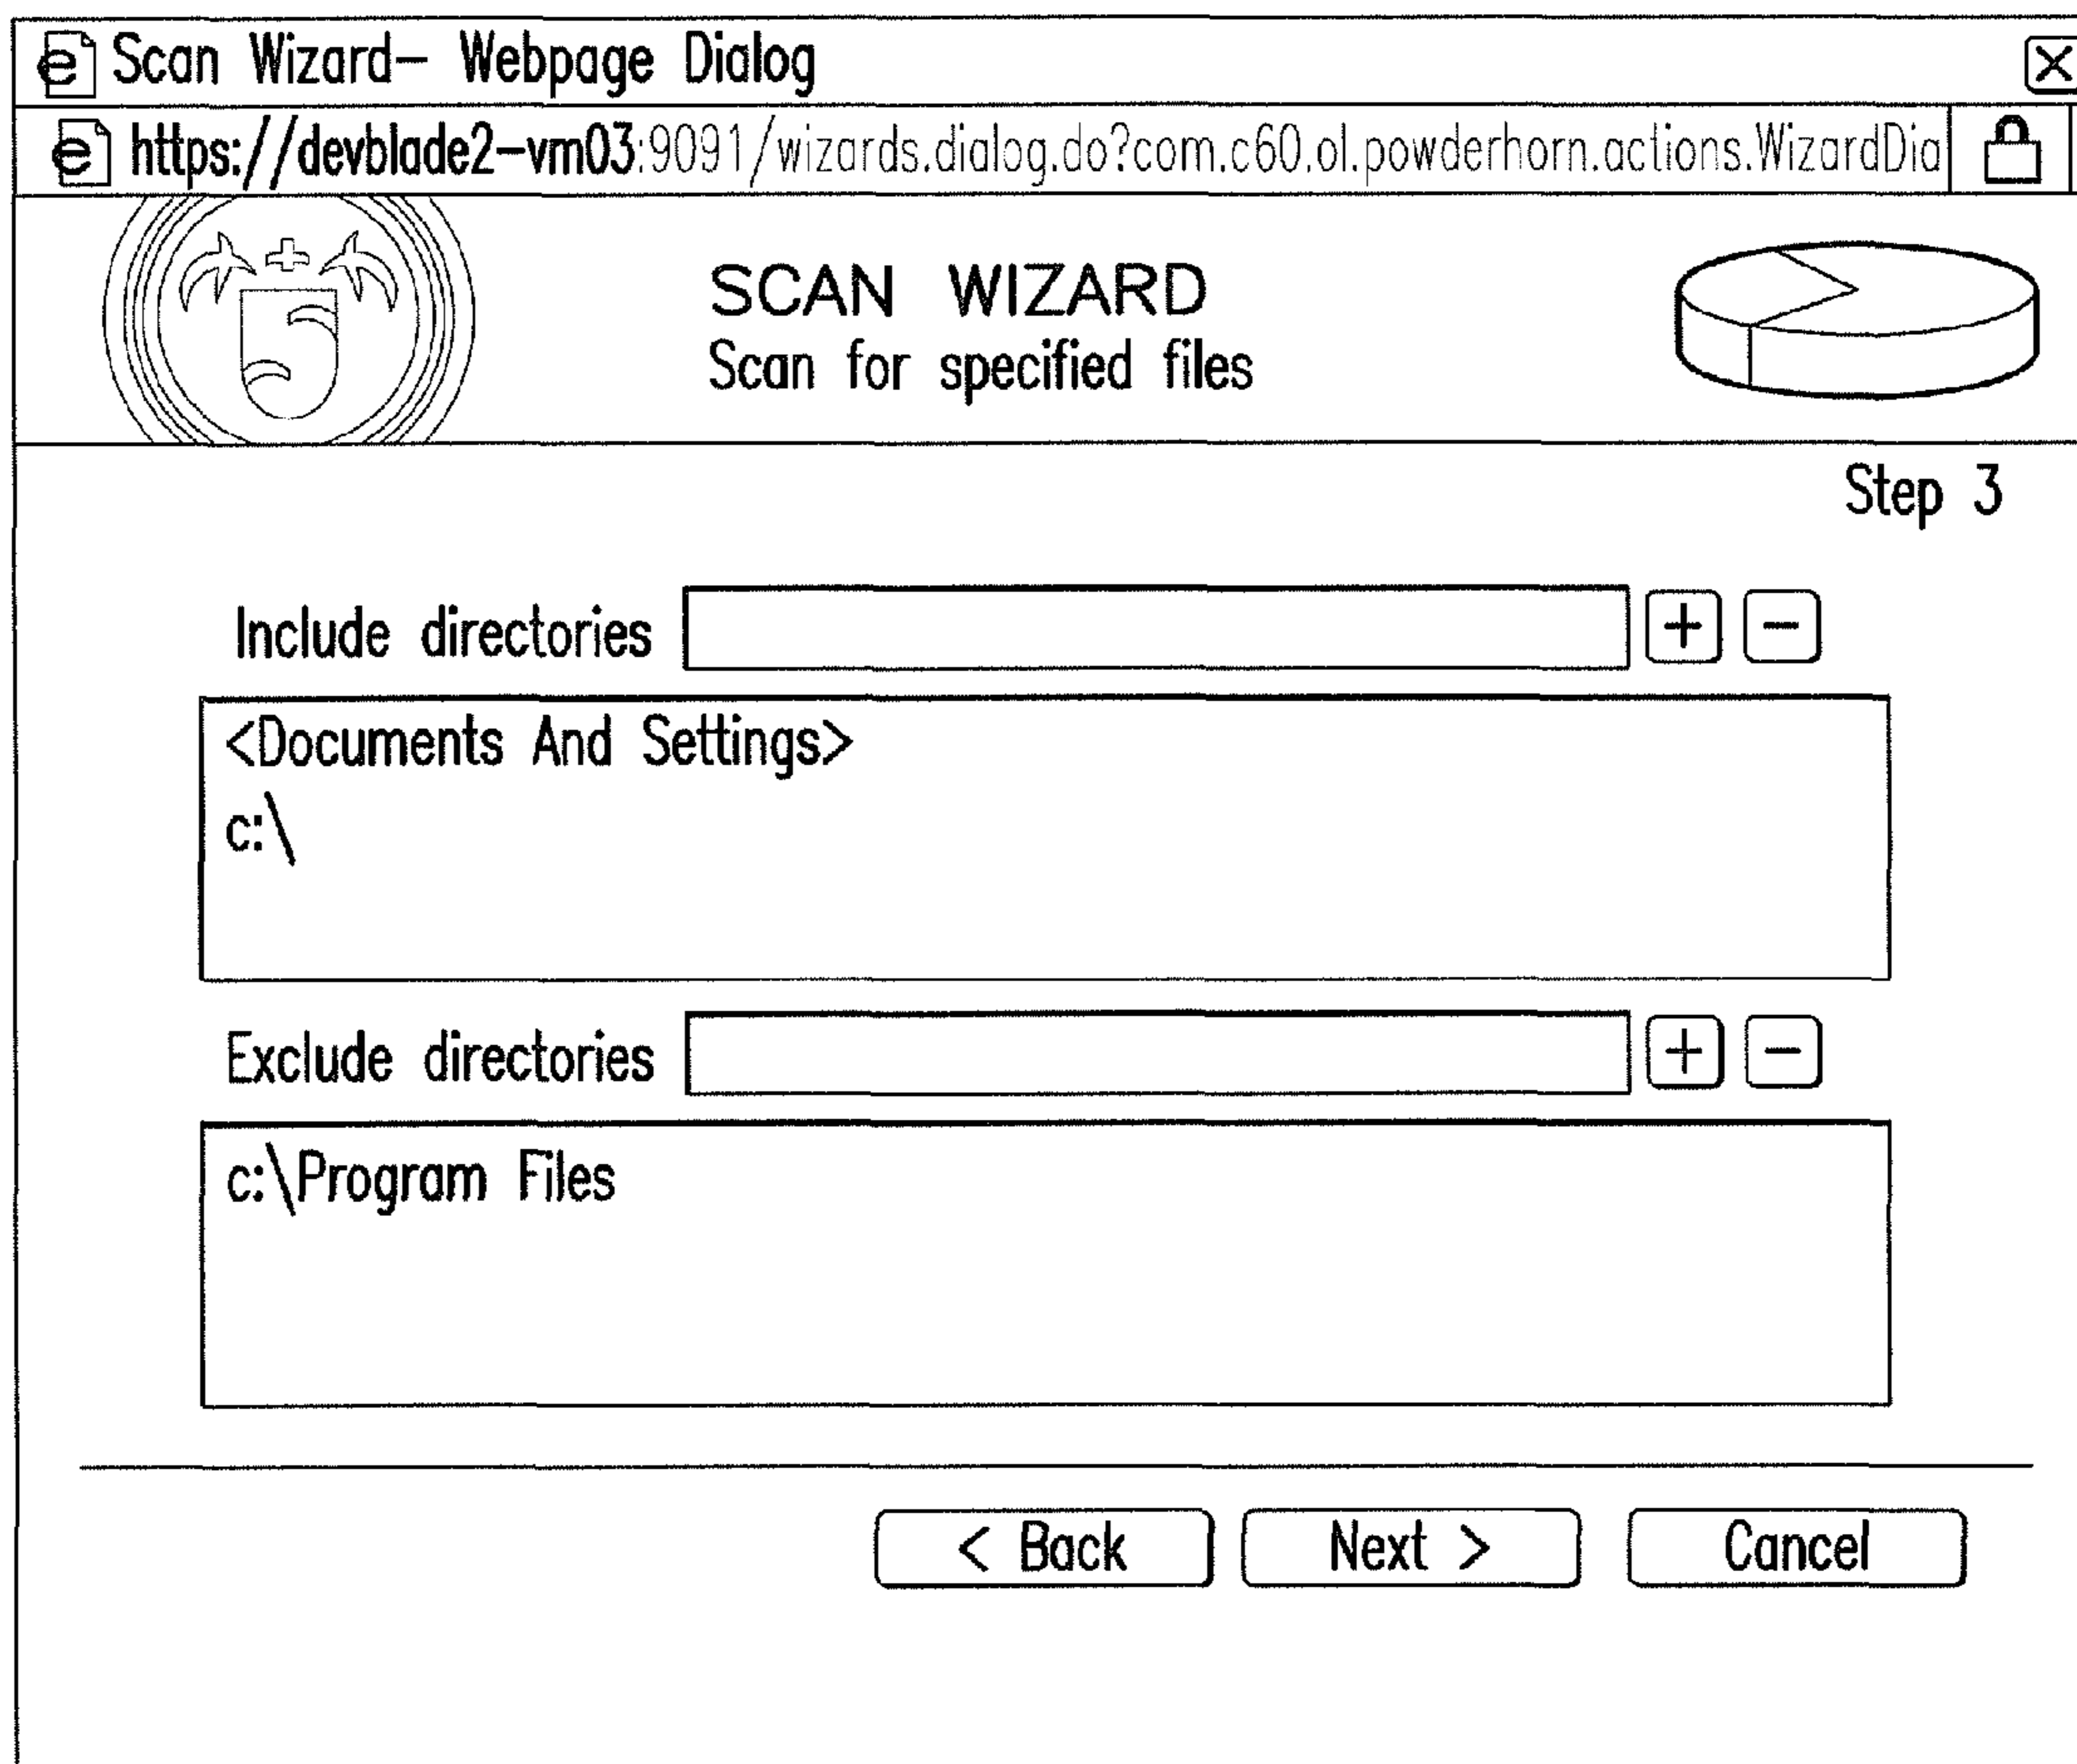 Scan Wizard– Webpage Dialog
https://devblade2–vm03:9091/wizards.dialog.do?com.c60.ol.powderhorn.actions.WizardDia
SCAN WIZARD
Scan for specified files
Step 3
Include directories + –
<Documents And Settings>
c:\
Exclude directories + –
c:\Program Files
< Back Next > Cancel